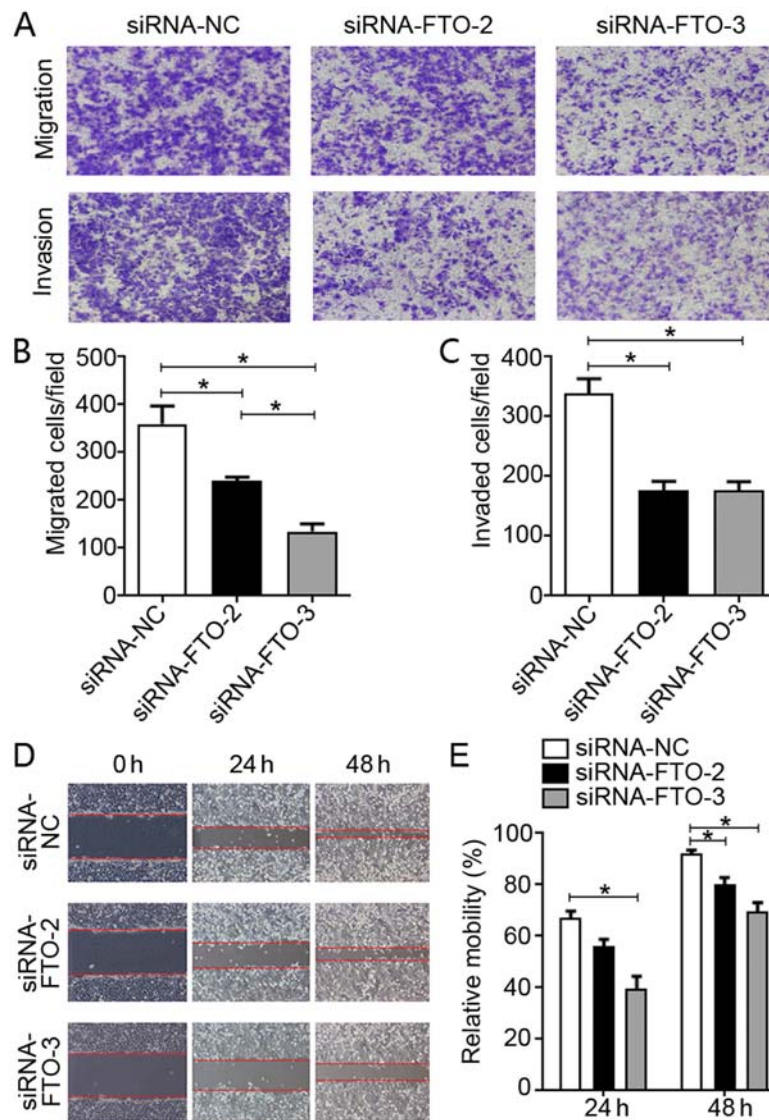 A
siRNA-NC siRNA-FTO-2 siRNA-FTO-3
Migration
Invasion
B
Migrated cells/field
500
400
300
200
100
0
* * *
siRNA-NC
siRNA-FTO-2
siRNA-FTO-3
C
Invaded cells/field
400
300
200
100
0
* *
siRNA-NC
siRNA-FTO-2
siRNA-FTO-3
D
0 h 24 h 48 h
siRNA-
NC
siRNA-
FTO-2
siRNA-
FTO-3
E
siRNA-NC
siRNA-FTO-2
siRNA-FTO-3
Relative mobility (%)
100
80
60
40
20
0
* * *
24 h 48 h